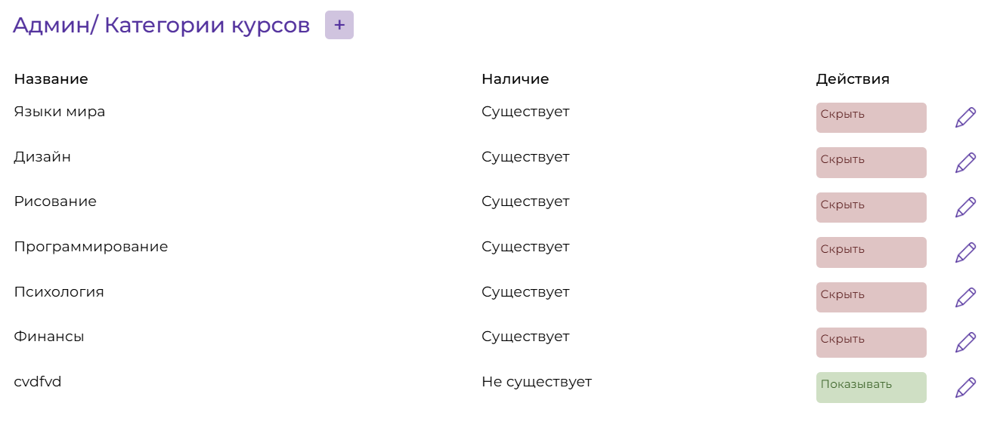 Админ/ Категории курсов +
Название Наличие Действия
Языки мира Существует Скрыть
Дизайн Существует Скрыть
Рисование Существует Скрыть
Программирование Существует Скрыть
Психология Существует Скрыть
Финансы Существует Скрыть
cvdfvd Не существует Показывать